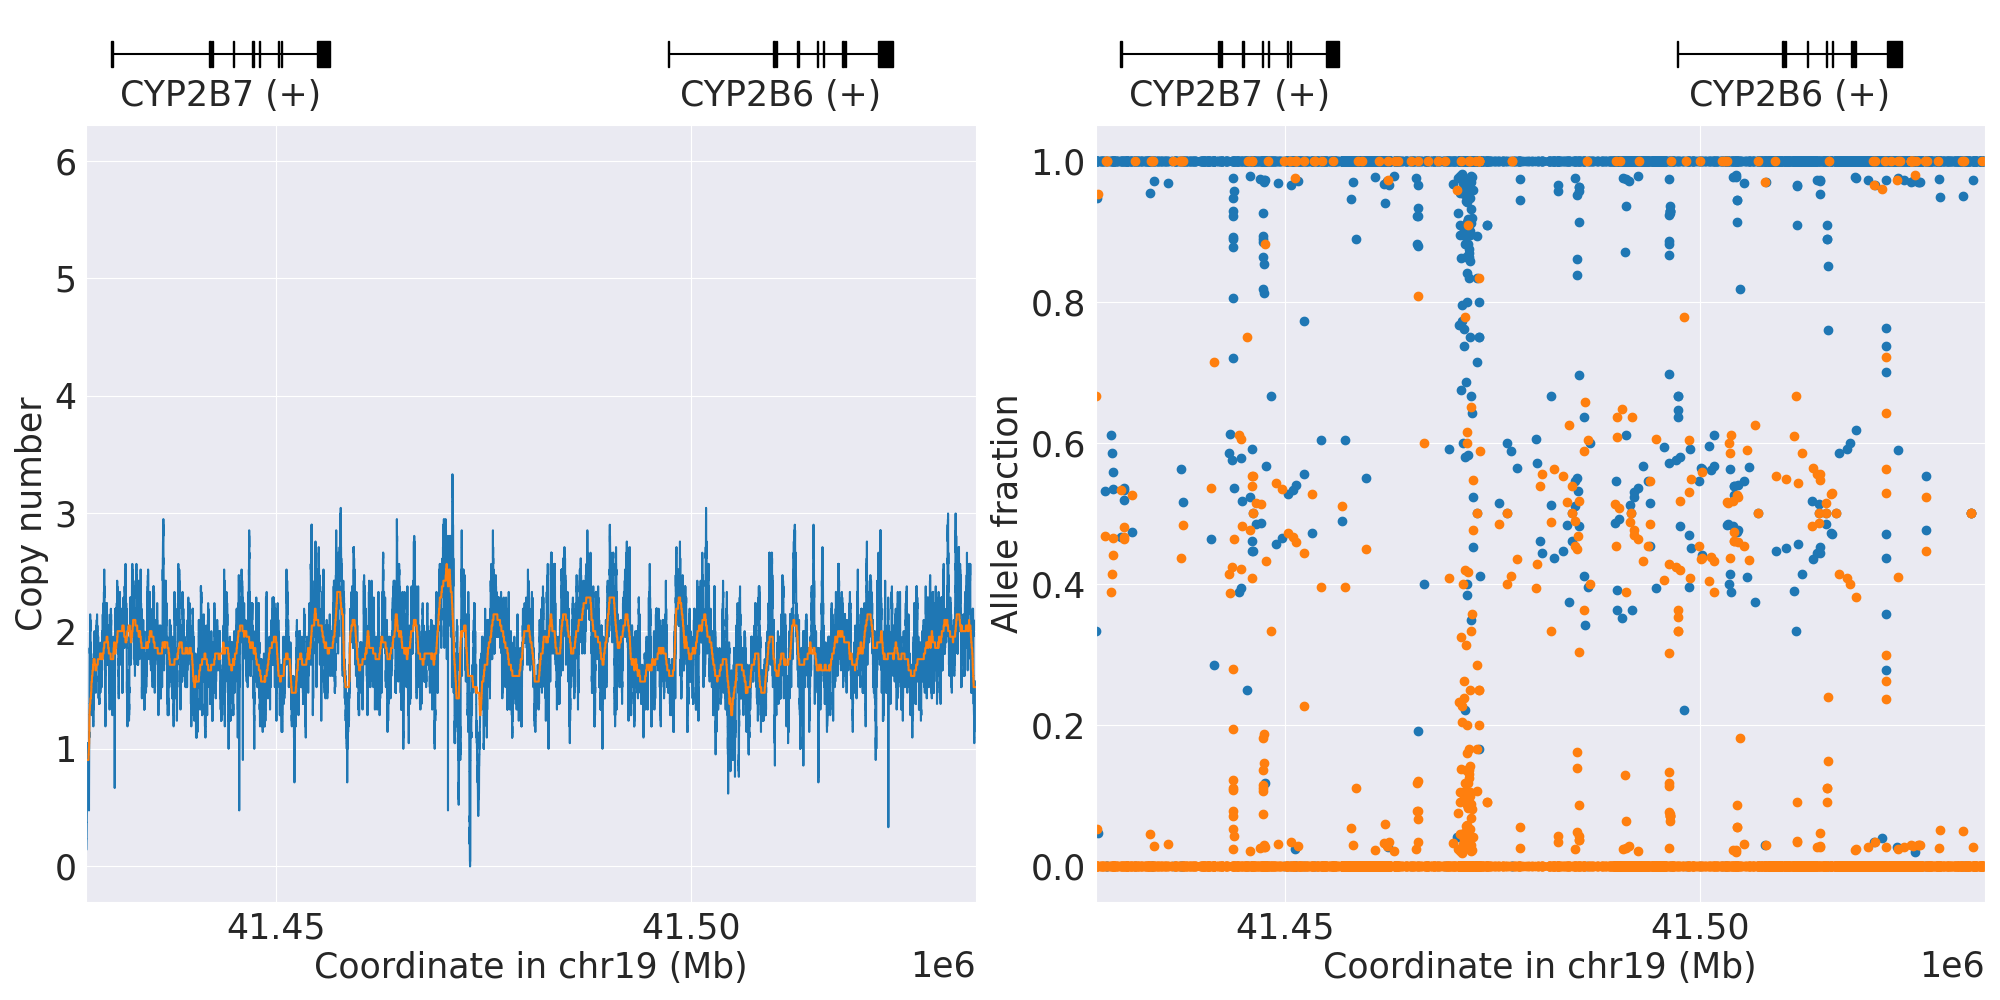 CYP2B7 (+)
CYP2B6 (+)
CYP2B7 (+)
CYP2B6 (+)
6
5
4
3
2
1
0
Copy number
41.45
41.50
Coordinate in chr19 (Mb)
1e6
1.0
0.8
0.6
0.4
0.2
0.0
Allele fraction
41.45
41.50
Coordinate in chr19 (Mb)
1e6